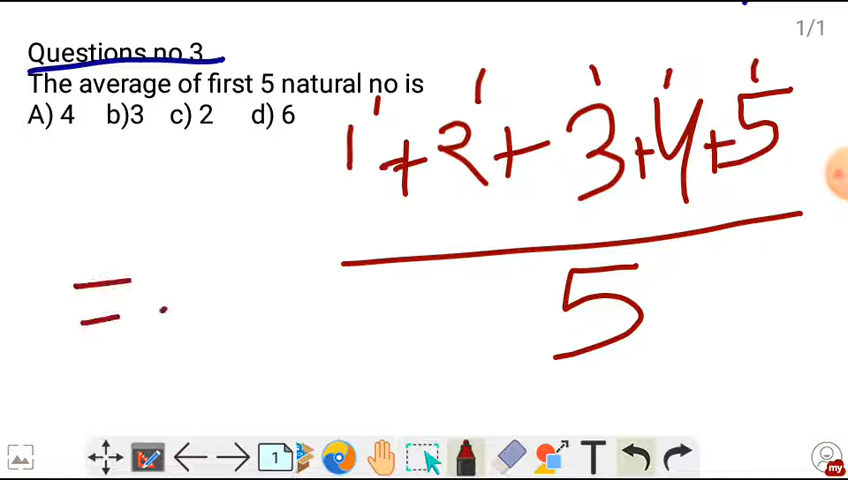 1/1
Questions no 3
The average of first 5 natural no is
A) 4 b)3 c) 2 d) 6
1+2+3+4+5
5
=
1
T
my